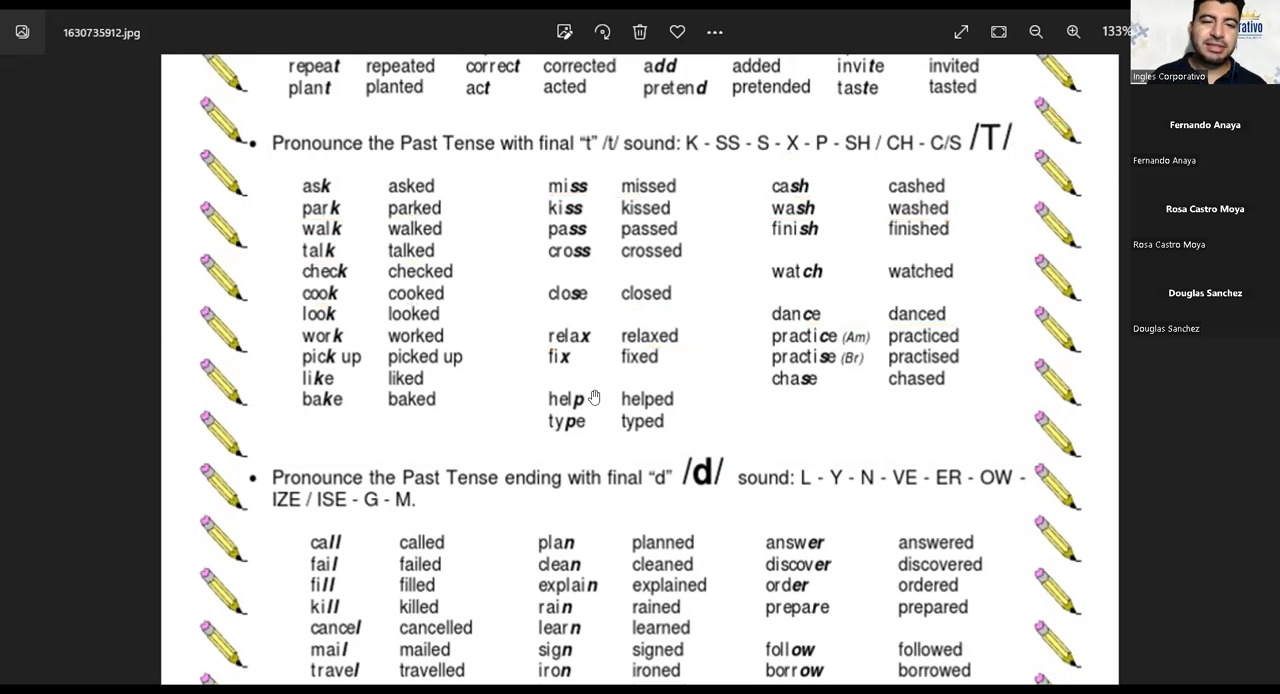 1630735912.jpg
133%
rativo
Ingles Corporativo
repeat repeated correct corrected add added invite invited
plant planted act acted pretend pretended taste tasted
• Pronounce the Past Tense with final “t” /t/ sound: K - SS - S - X - P - SH / CH - C/S /T/
ask asked miss missed cash cashed
park parked kiss kissed wash washed
walk walked pass passed finish finished
talk talked cross crossed
check checked watch watched
cook cooked close closed
look looked dance danced
work worked relax relaxed practice (Am) practiced
pick up picked up fix fixed practise (Br) practised
like liked chase chased
bake baked help helped
type typed
• Pronounce the Past Tense ending with final “d” /d/ sound: L - Y - N - VE - ER - OW -
IZE / ISE - G - M.
call called plan planned answer answered
fail failed clean cleaned discover discovered
fill filled explain explained order ordered
kill killed rain rained prepare prepared
cancel cancelled learn learned
mail mailed sign signed follow followed
travel travelled iron ironed borrow borrowed
Fernando Anaya
Fernando Anaya
Rosa Castro Moya
Rosa Castro Moya
Douglas Sanchez
Douglas Sanchez